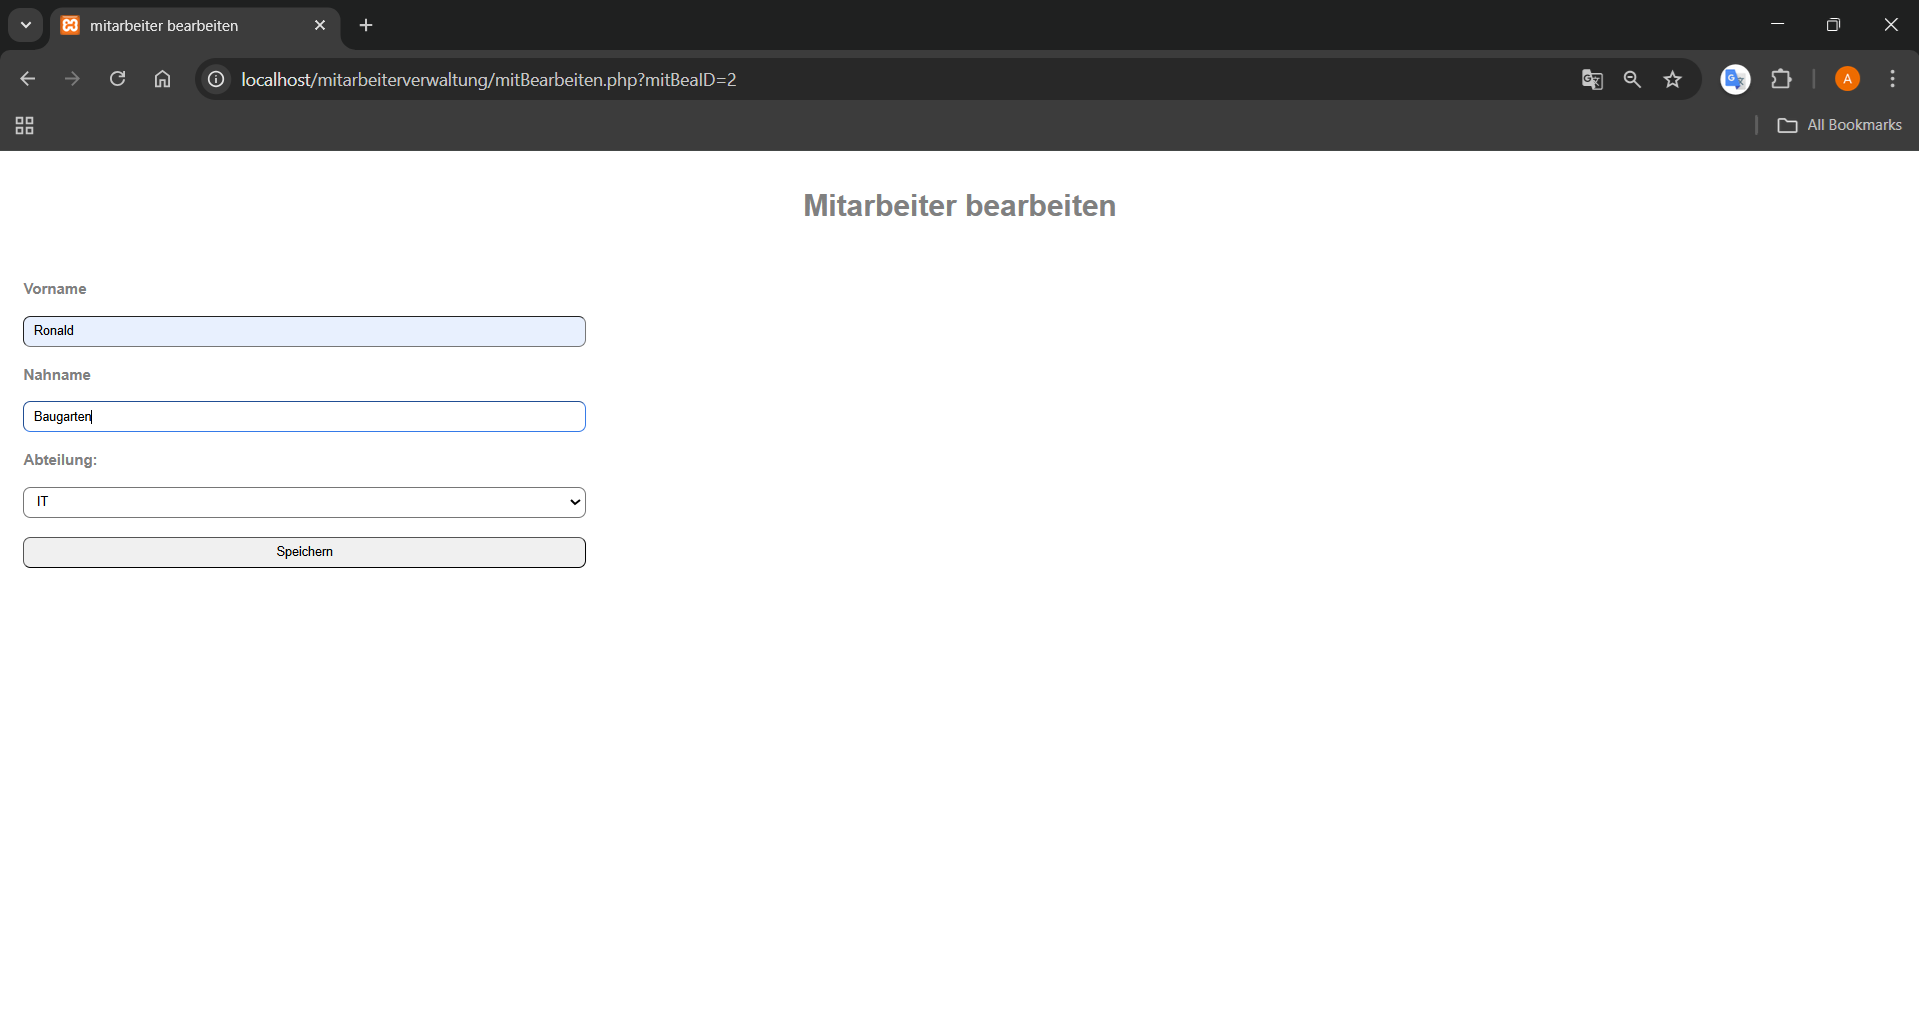 mitarbeiter bearbeiten
localhost/mitarbeiterverwaltung/mitBearbeiten.php?mitBeaID=2
A
All Bookmarks
Mitarbeiter bearbeiten
Vorname
Ronald
Nahname
Baugarten
Abteilung:
IT
Speichern